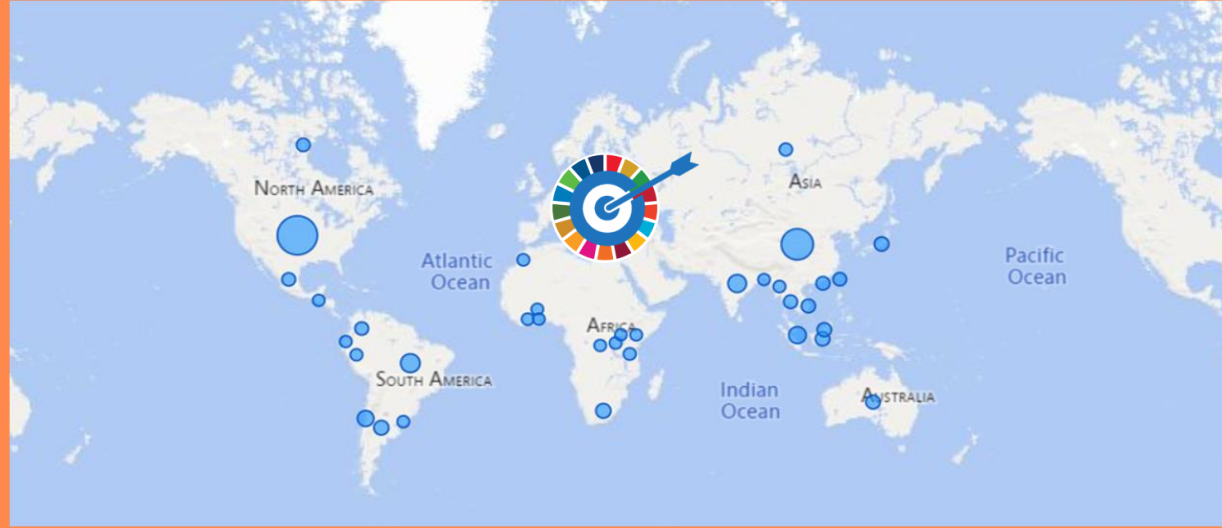 NORTH AMERICA
ASIA
Atlantic
Ocean
Pacific
Ocean
AFRICA
SOUTH AMERICA
Indian
Ocean
AUSTRALIA